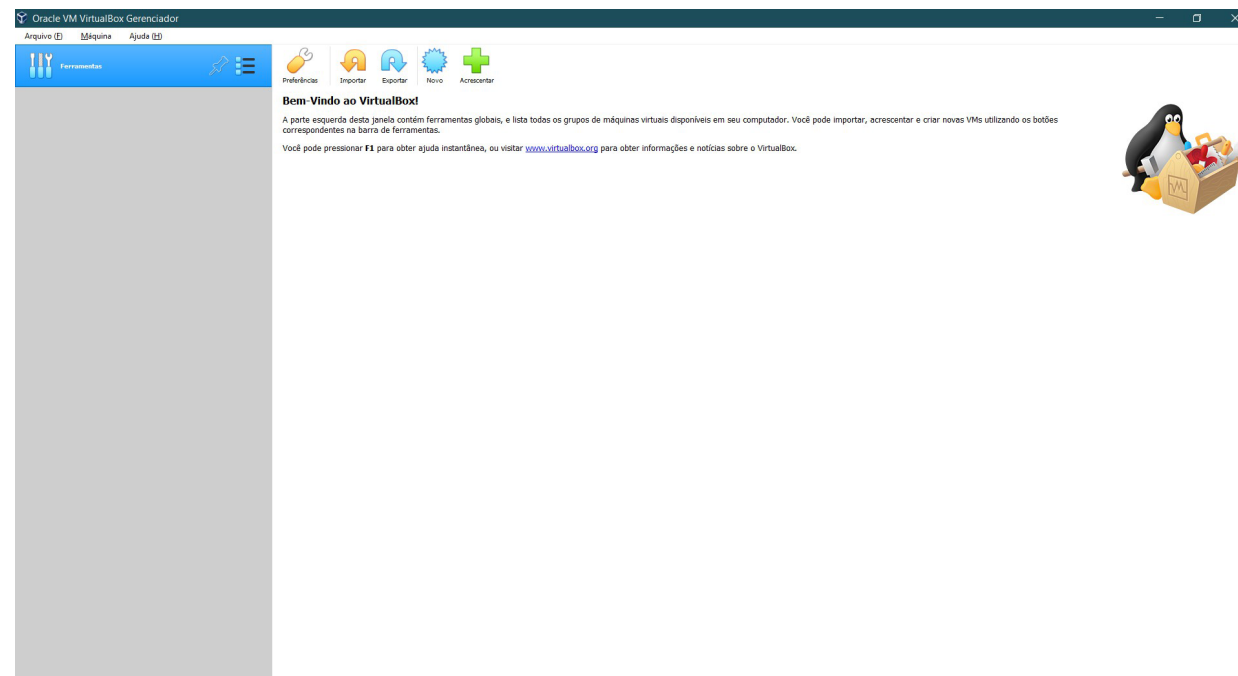 Oracle VM VirtualBox Gerenciador
Arquivo (F) Máquina Ajuda (H)
Ferramentas
Preferências Importar Exportar Novo Acrescentar
Bem-Vindo ao VirtualBox!
A parte esquerda desta janela contém ferramentas globais, e lista todas os grupos de máquinas virtuais disponíveis em seu computador. Você pode importar, acrescentar e criar novas VMs utilizando os botões
correspondentes na barra de ferramentas.
Você pode pressionar F1 para obter ajuda instantânea, ou visitar www.virtualbox.org para obter informações e notícias sobre o VirtualBox.